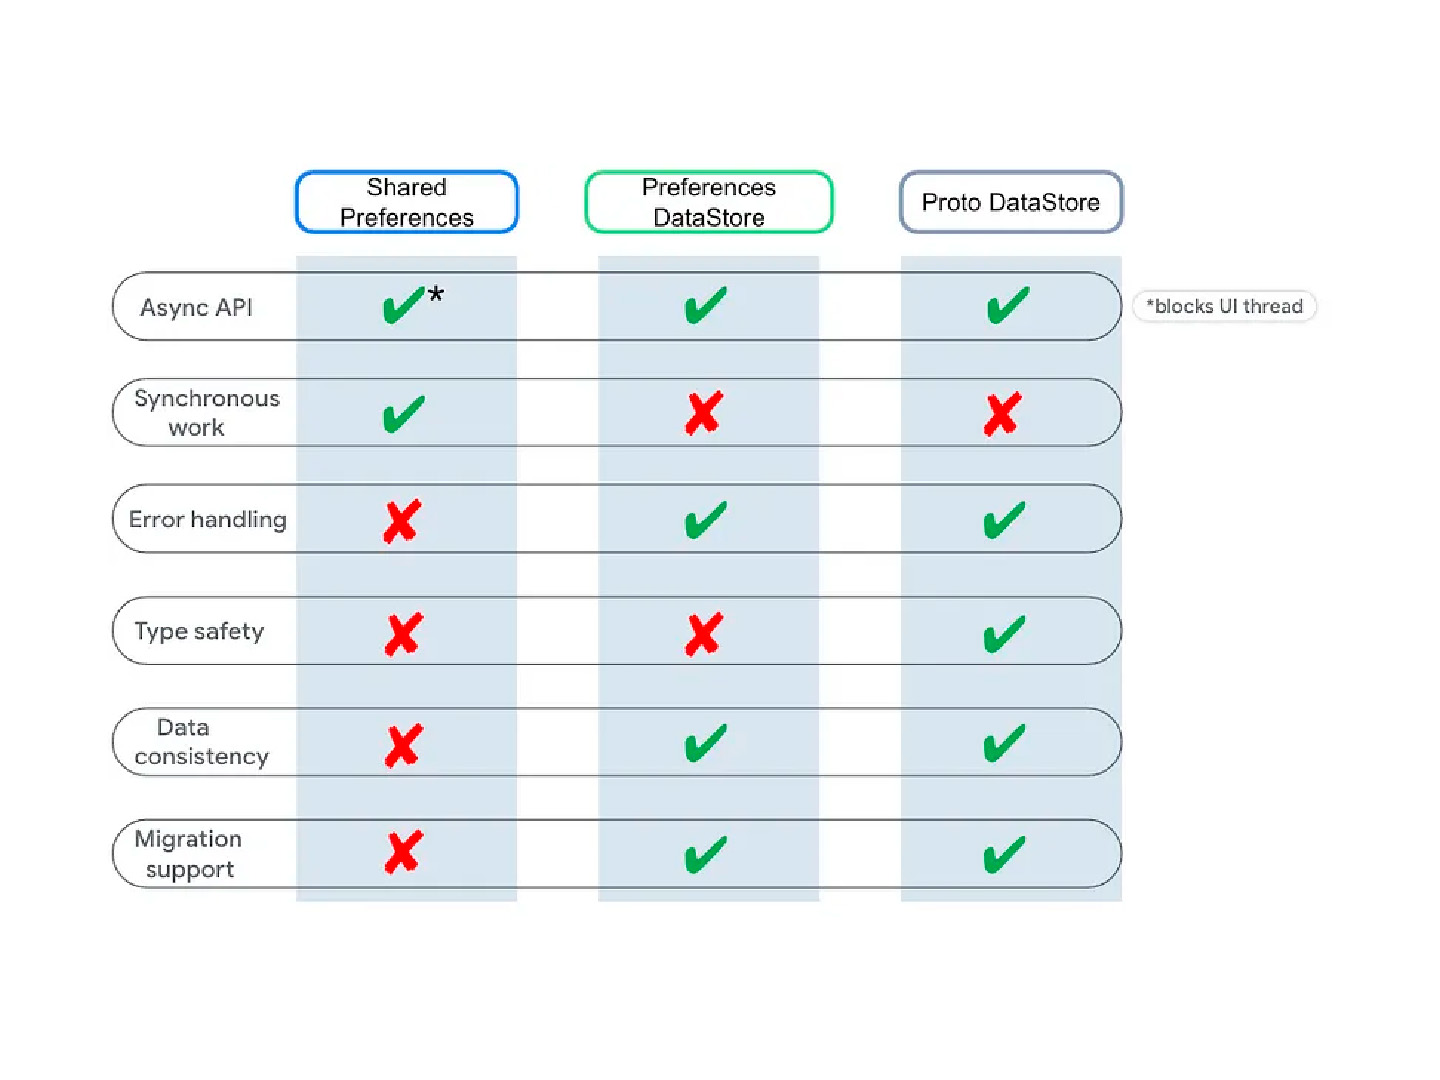 Shared
Preferences
Preferences
DataStore
Proto DataStore
Async API
*
*blocks UI thread
Synchronous
work
Error handling
Type safety
Data
consistency
Migration
support